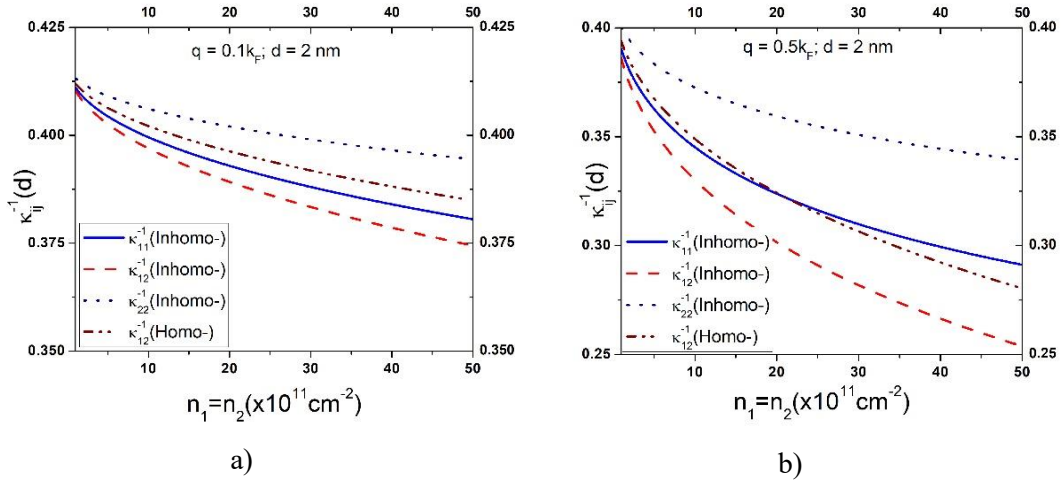 10 20 30 40 50
0.425 0.425
q = 0.1k_F; d = 2 nm
0.400 0.400
κ_ij^-1(d)
κ_11^-1(Inhomo-)
0.375 0.375
κ_12^-1(Inhomo-)
κ_22^-1(Inhomo-)
κ_12^-1(Homo-)
0.350 0.350
10 20 30 40 50
n_1=n_2(x10^11cm^-2)
a)
10 20 30 40 50
0.40 0.40
q = 0.5k_F; d = 2 nm
0.35 0.35
κ_ij^-1(d)
0.30 0.30
κ_11^-1(Inhomo-)
κ_12^-1(Inhomo-)
κ_22^-1(Inhomo-)
κ_12^-1(Homo-)
0.25 0.25
10 20 30 40 50
n_1=n_2(x10^11cm^-2)
b)